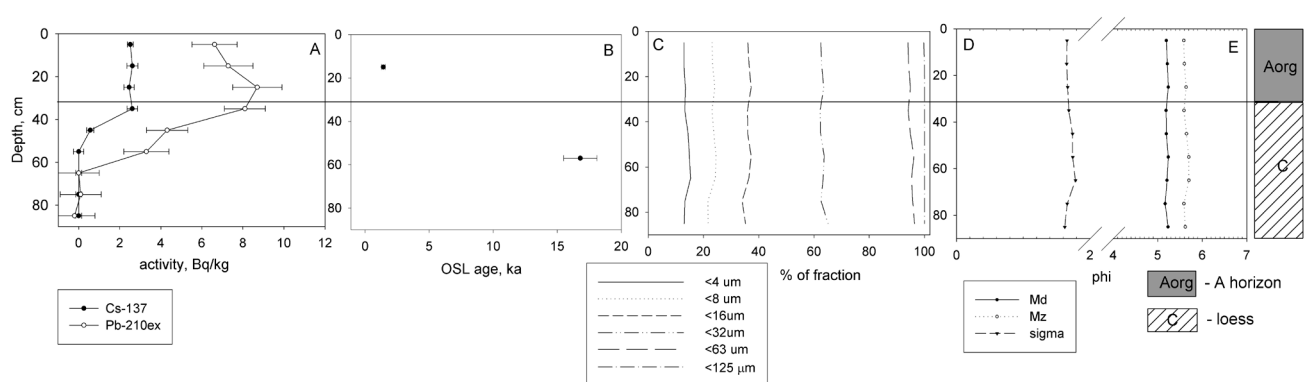 A
B
C
D
E
0
20
40
60
80
Depth, cm
0 2 4 6 8 10 12
activity, Bq/kg
Cs-137
Pb-210ex
0
20
40
60
80
0 5 10 15 20
OSL age, ka
0
20
40
60
80
0 20 40 60 80 100
% of fraction
<4 um
<8 um
<16um
<32um
<63 um
<125 μm
0
20
40
60
80
0 2 4 5 6 7
phi
Md
Mz
sigma
Aorg
C
Aorg - A horizon
C - loess